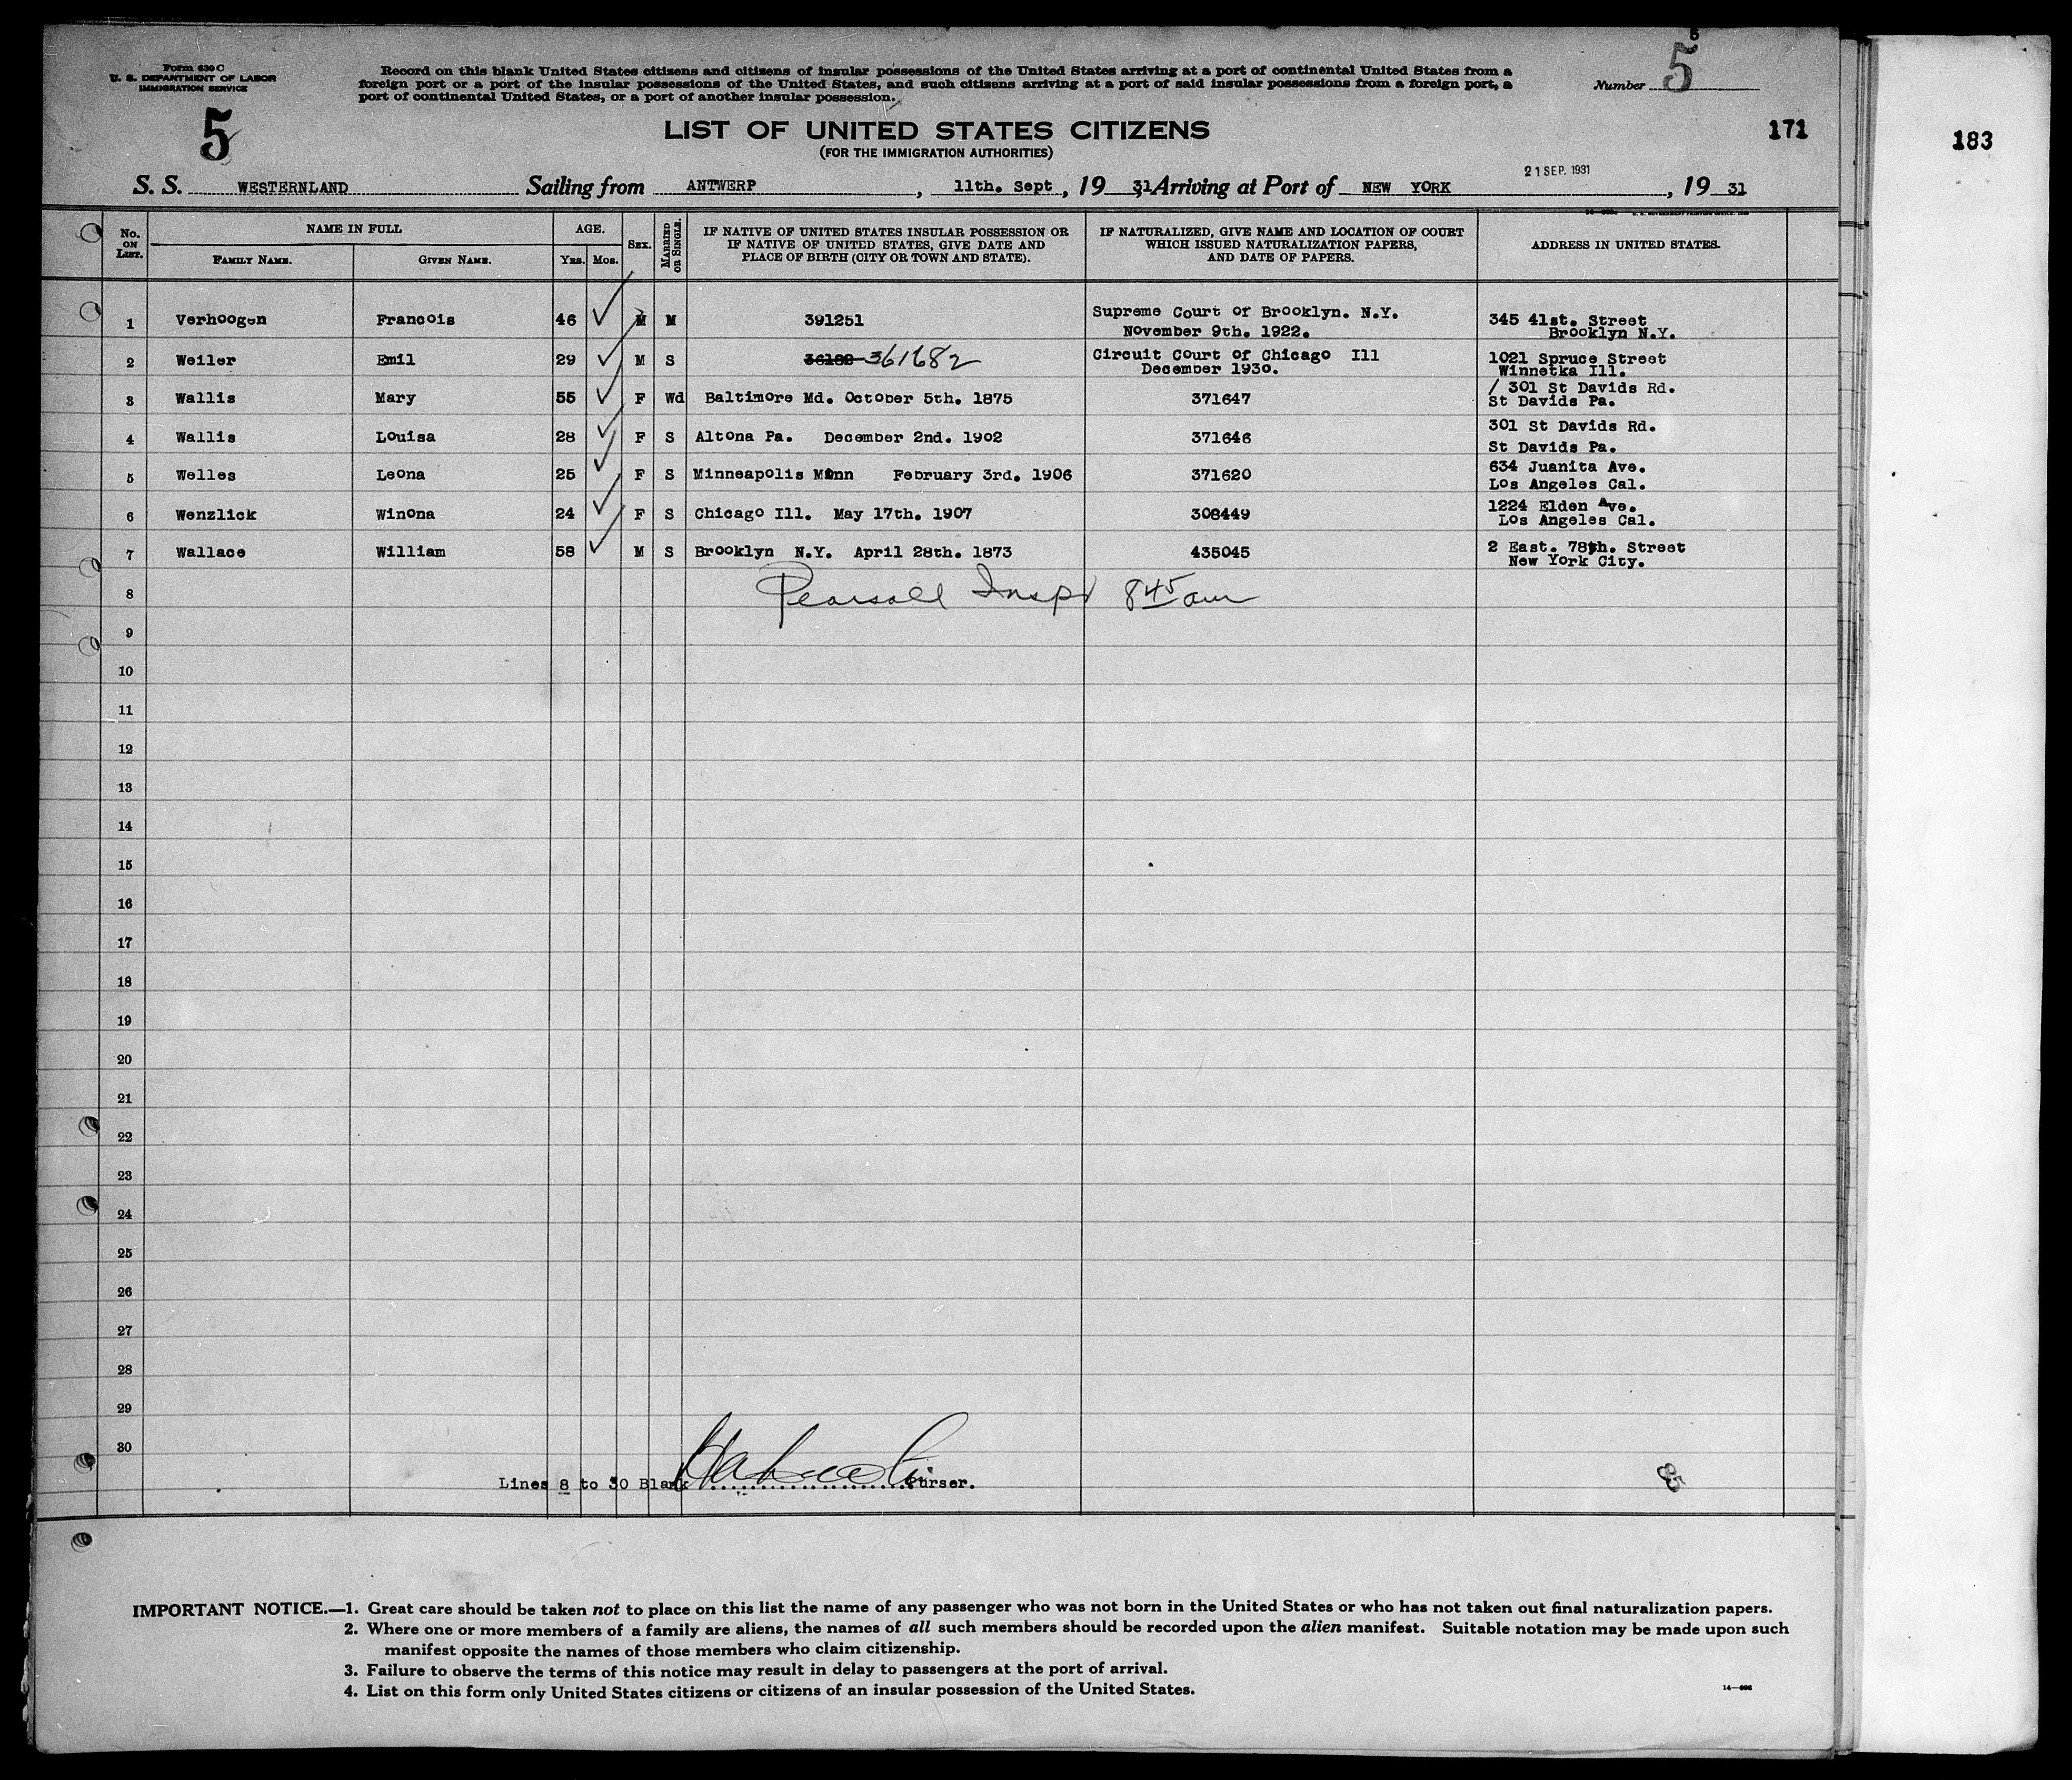 Form 630 C
U. S. DEPARTMENT OF LABOR
IMMIGRATION SERVICE
5
Record on this blank United States citizens and citizens of insular possessions of the United States arriving at a port of continental United States from a
foreign port or a port of the insular possessions of the United States, and such citizens arriving at a port of said insular possessions from a foreign port, a
port of continental United States, or a port of another insular possession.
5
Number 5
LIST OF UNITED STATES CITIZENS
(FOR THE IMMIGRATION AUTHORITIES)
171
183
21 SEP. 1931
S. S. WESTERNLAND Sailing from ANTWERP, 11th. Sept, 19 31, Arriving at Port of NEW YORK, 19 31
No. ON LIST. NAME IN FULL FAMILY NAME. GIVEN NAME. AGE. YRS. MOS. SEX. MARRIED OR SINGLE.
IF NATIVE OF UNITED STATES INSULAR POSSESSION OR
IF NATIVE OF UNITED STATES, GIVE DATE AND
PLACE OF BIRTH (CITY OR TOWN AND STATE).
IF NATURALIZED, GIVE NAME AND LOCATION OF COURT
WHICH ISSUED NATURALIZATION PAPERS,
AND DATE OF PAPERS.
ADDRESS IN UNITED STATES.
1 Verhoogen Francois 46 M M 391251 Supreme Court of Brooklyn. N.Y. 345 41st. Street
November 9th. 1922. Brooklyn N.Y.
2 Weiler Emil 29 M S 36182 361682 Circuit Court of Chicago Ill 1021 Spruce Street
December 1930. Winnetka Ill.
3 Wallis Mary 55 F Wd Baltimore Md. October 5th. 1875 371647 / 301 St Davids Rd.
St Davids Pa.
4 Wallis Louisa 28 F S Altona Pa. December 2nd. 1902 371646 301 St Davids Rd.
St Davids Pa.
5 Welles Leona 25 F S Minneapolis Minn February 3rd. 1906 371620 634 Juanita Ave.
Los Angeles Cal.
6 Wenzlick Winona 24 F S Chicago Ill. May 17th. 1907 308449 1224 Elden Ave.
Los Angeles Cal.
7 Wallace William 58 M S Brooklyn N.Y. April 28th. 1873 435045 2 East. 78th. Street
New York City.
8 Pearsall Inspr 845 am
9
10
11
12
13
14
15
16
17
18
19
20
21
22
23
24
25
26
27
28
29
30
Lines 8 to 30 Blank Purser.
IMPORTANT NOTICE.—1. Great care should be taken not to place on this list the name of any passenger who was not born in the United States or who has not taken out final naturalization papers.
2. Where one or more members of a family are aliens, the names of all such members should be recorded upon the alien manifest. Suitable notation may be made upon such
manifest opposite the names of those members who claim citizenship.
3. Failure to observe the terms of this notice may result in delay to passengers at the port of arrival.
4. List on this form only United States citizens or citizens of an insular possession of the United States.